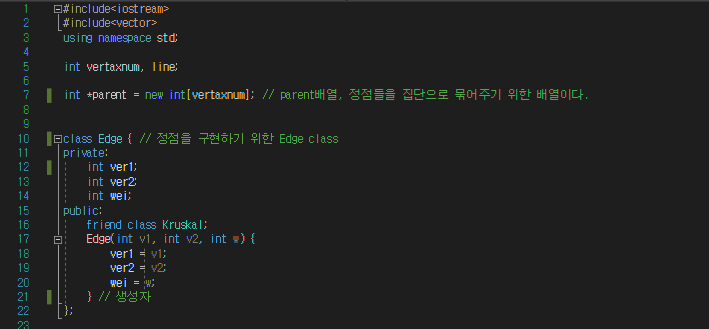 1 #include<iostream>
2 #include<vector>
3 using namespace std;
4
5 int vertaxnum, line;
6
7 int *parent = new int[vertaxnum]; // parent배열, 정점들을 집단으로 묶어주기 위한 배열이다.
8
9
10 class Edge { // 정점을 구현하기 위한 Edge class
11 private:
12 int ver1;
13 int ver2;
14 int wei;
15 public:
16 friend class Kruskal;
17 Edge(int v1, int v2, int w) {
18 ver1 = v1;
19 ver2 = v2;
20 wei = w;
21 } // 생성자
22 };
23